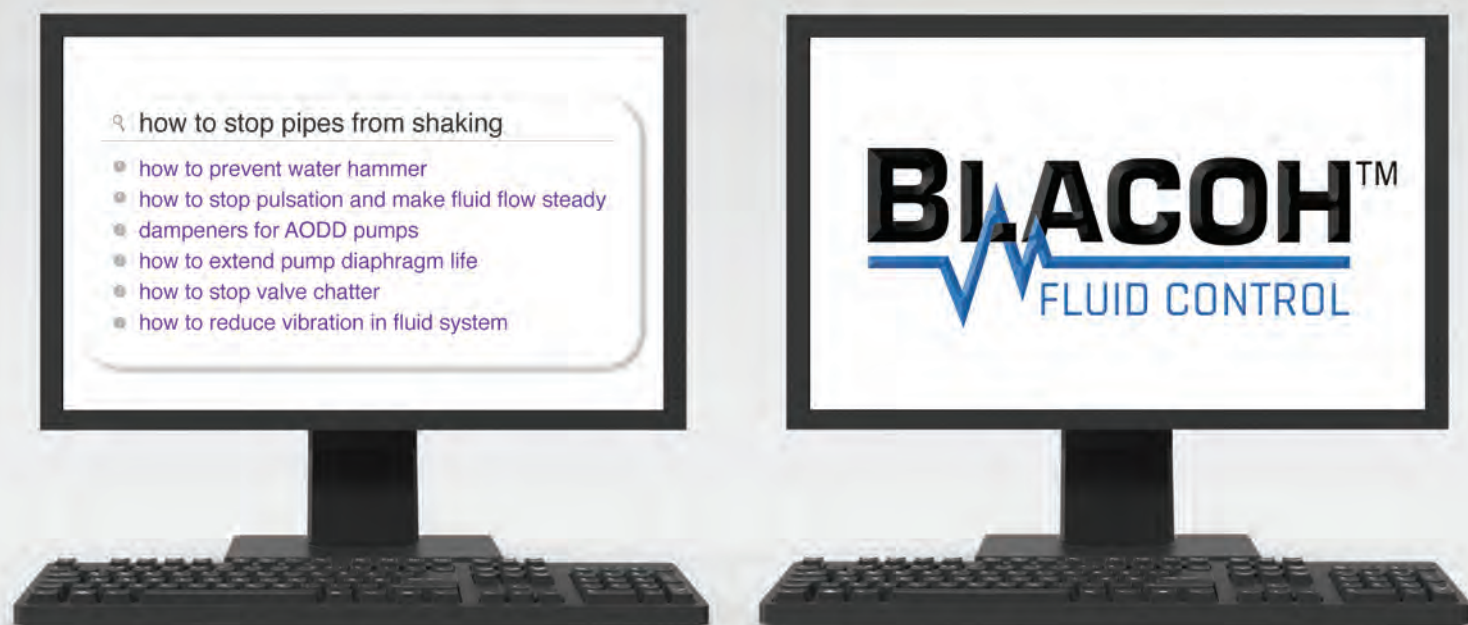 how to stop pipes from shaking
how to prevent water hammer
how to stop pulsation and make fluid flow steady
dampeners for AODD pumps
how to extend pump diaphragm life
how to stop valve chatter
how to reduce vibration in fluid system
BLACOH™
FLUID CONTROL